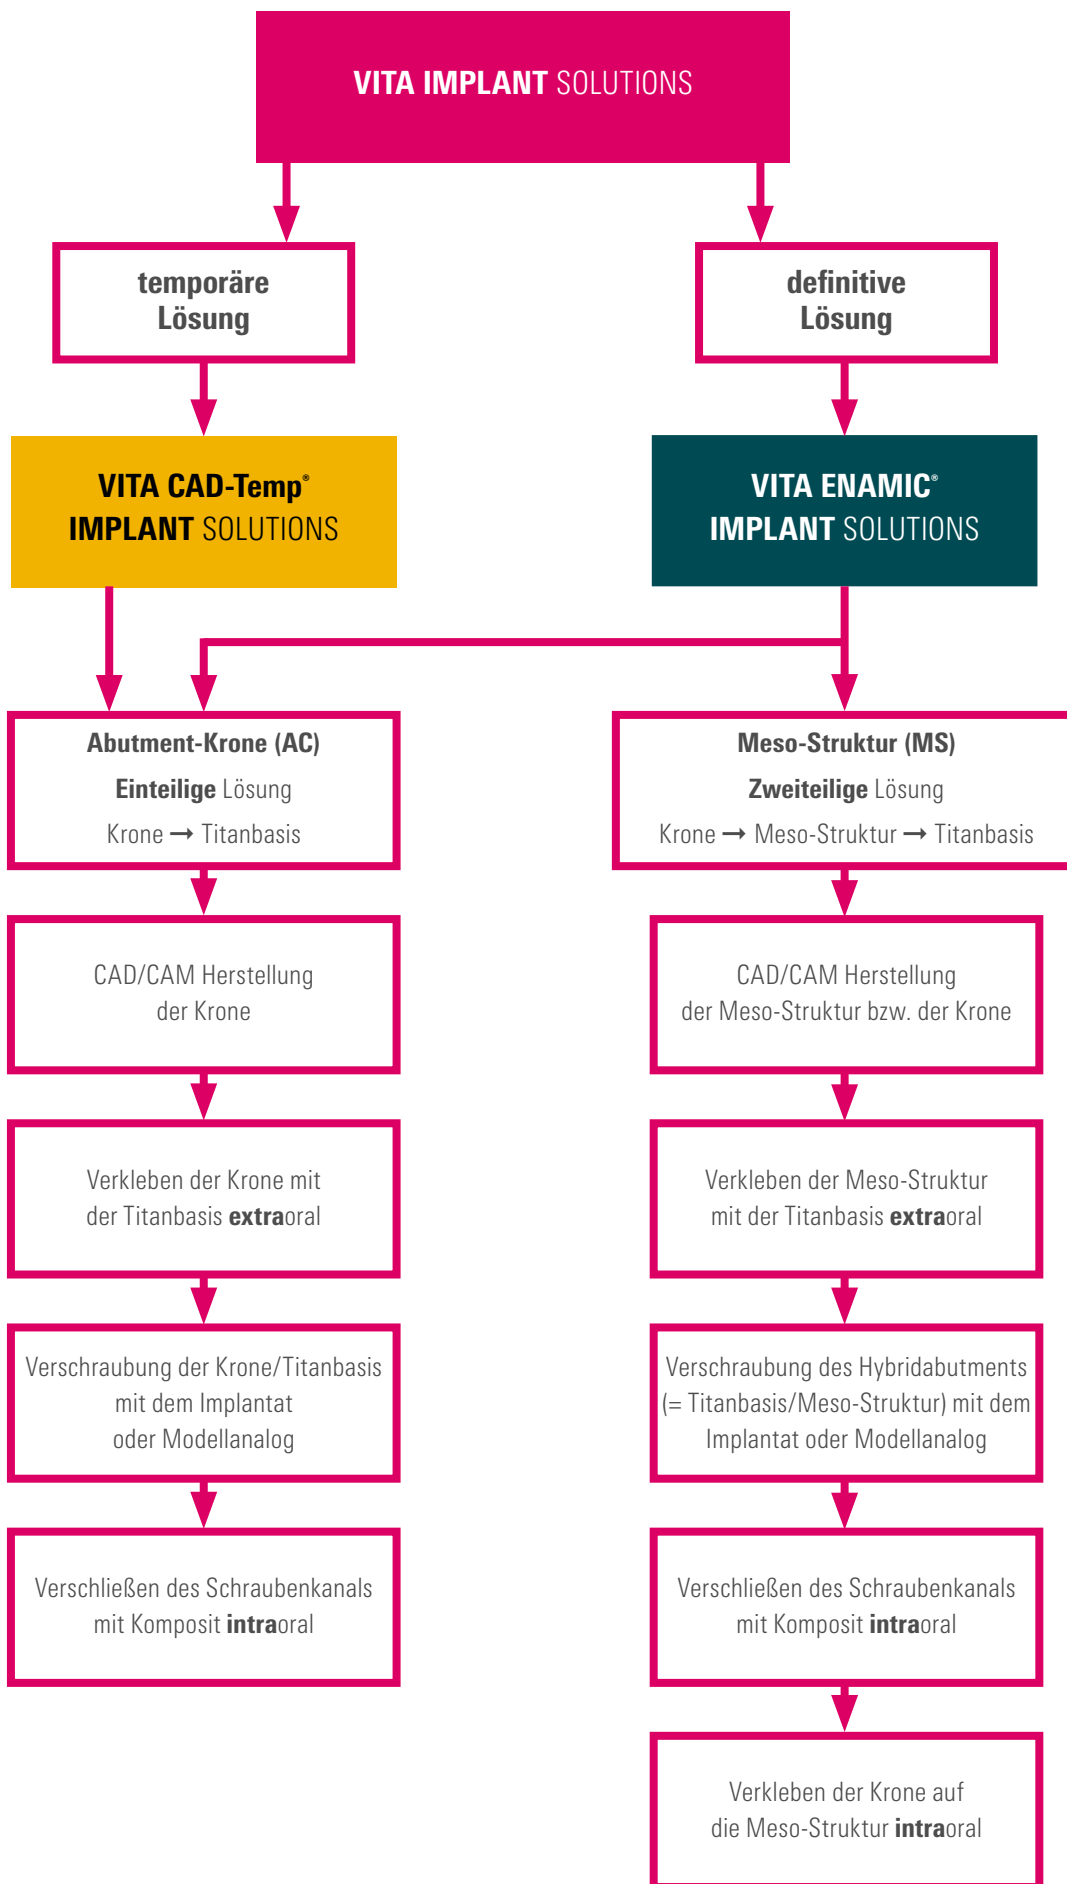 VITA IMPLANT SOLUTIONS
temporäre
Lösung
definitive
Lösung
VITA CAD-Temp®
IMPLANT SOLUTIONS
VITA ENAMIC®
IMPLANT SOLUTIONS
Abutment-Krone (AC)
Einteilige Lösung
Krone → Titanbasis
Meso-Struktur (MS)
Zweiteilige Lösung
Krone → Meso-Struktur → Titanbasis
CAD/CAM Herstellung
der Krone
CAD/CAM Herstellung
der Meso-Struktur bzw. der Krone
Verkleben der Krone mit
der Titanbasis extraoral
Verkleben der Meso-Struktur
mit der Titanbasis extraoral
Verschraubung der Krone/Titanbasis
mit dem Implantat
oder Modellanalog
Verschraubung des Hybridabutments
(= Titanbasis/Meso-Struktur) mit dem
Implantat oder Modellanalog
Verschließen des Schraubenkanals
mit Komposit intraoral
Verschließen des Schraubenkanals
mit Komposit intraoral
Verkleben der Krone auf
die Meso-Struktur intraoral